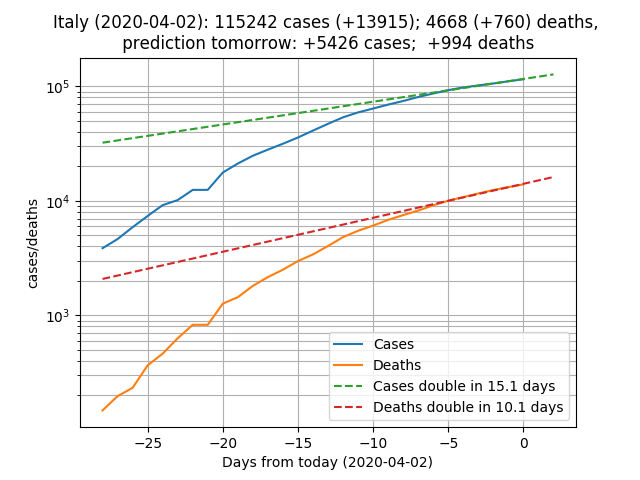 Italy (2020-04-02): 115242 cases (+13915); 4668 (+760) deaths,
prediction tomorrow: +5426 cases;  +994 deaths
cases/deaths
10^5
10^4
10^3
Cases
Deaths
Cases double in 15.1 days
Deaths double in 10.1 days
−25 −20 −15 −10 −5 0
Days from today (2020-04-02)